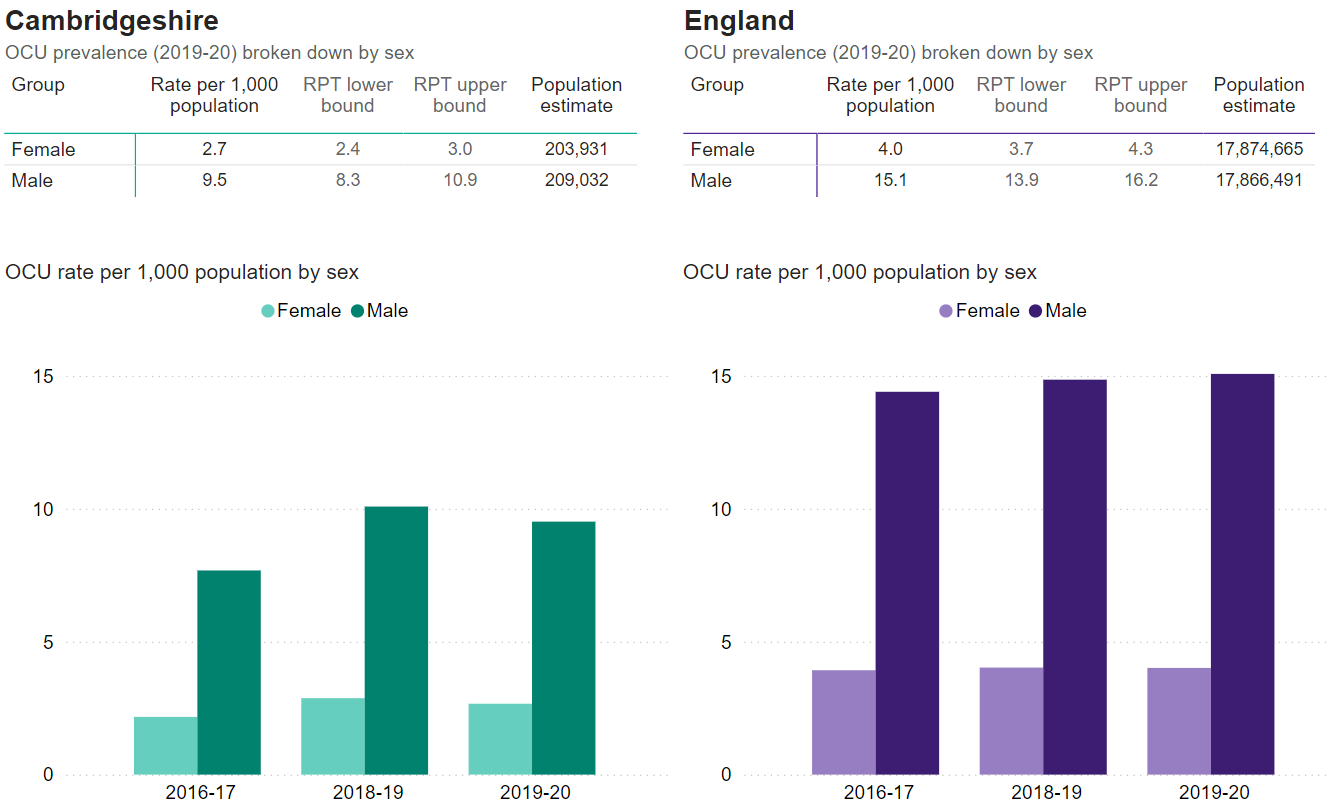 Cambridgeshire
OCU prevalence (2019-20) broken down by sex
Group Rate per 1,000 population RPT lower bound RPT upper bound Population estimate
Female 2.7 2.4 3.0 203,931
Male 9.5 8.3 10.9 209,032
OCU rate per 1,000 population by sex
Female Male
15
10
5
0
2016-17 2018-19 2019-20
England
OCU prevalence (2019-20) broken down by sex
Group Rate per 1,000 population RPT lower bound RPT upper bound Population estimate
Female 4.0 3.7 4.3 17,874,665
Male 15.1 13.9 16.2 17,866,491
OCU rate per 1,000 population by sex
Female Male
15
10
5
0
2016-17 2018-19 2019-20